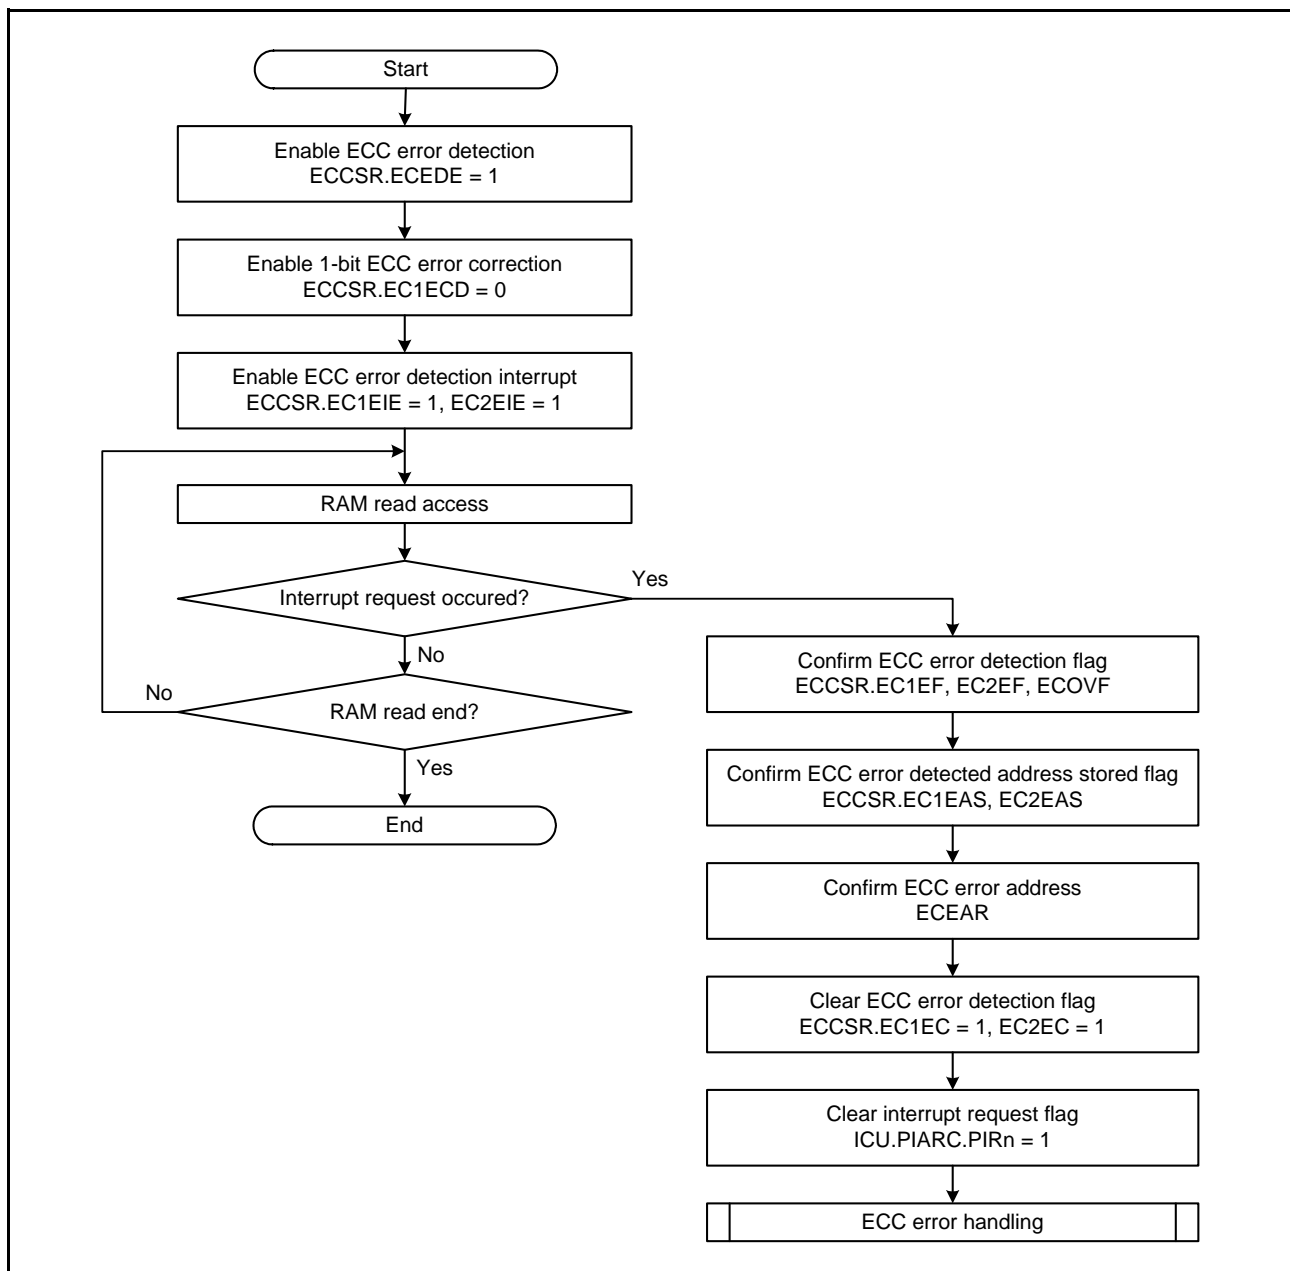 Start
Enable ECC error detection
ECCSR.ECEDE = 1
Enable 1-bit ECC error correction
ECCSR.EC1ECD = 0
Enable ECC error detection interrupt
ECCSR.EC1EIE = 1, EC2EIE = 1
RAM read access
Interrupt request occured?
Yes
No
RAM read end?
No
Yes
End
Confirm ECC error detection flag
ECCSR.EC1EF, EC2EF, ECOVF
Confirm ECC error detected address stored flag
ECCSR.EC1EAS, EC2EAS
Confirm ECC error address
ECEAR
Clear ECC error detection flag
ECCSR.EC1EC = 1, EC2EC = 1
Clear interrupt request flag
ICU.PIARC.PIRn = 1
ECC error handling